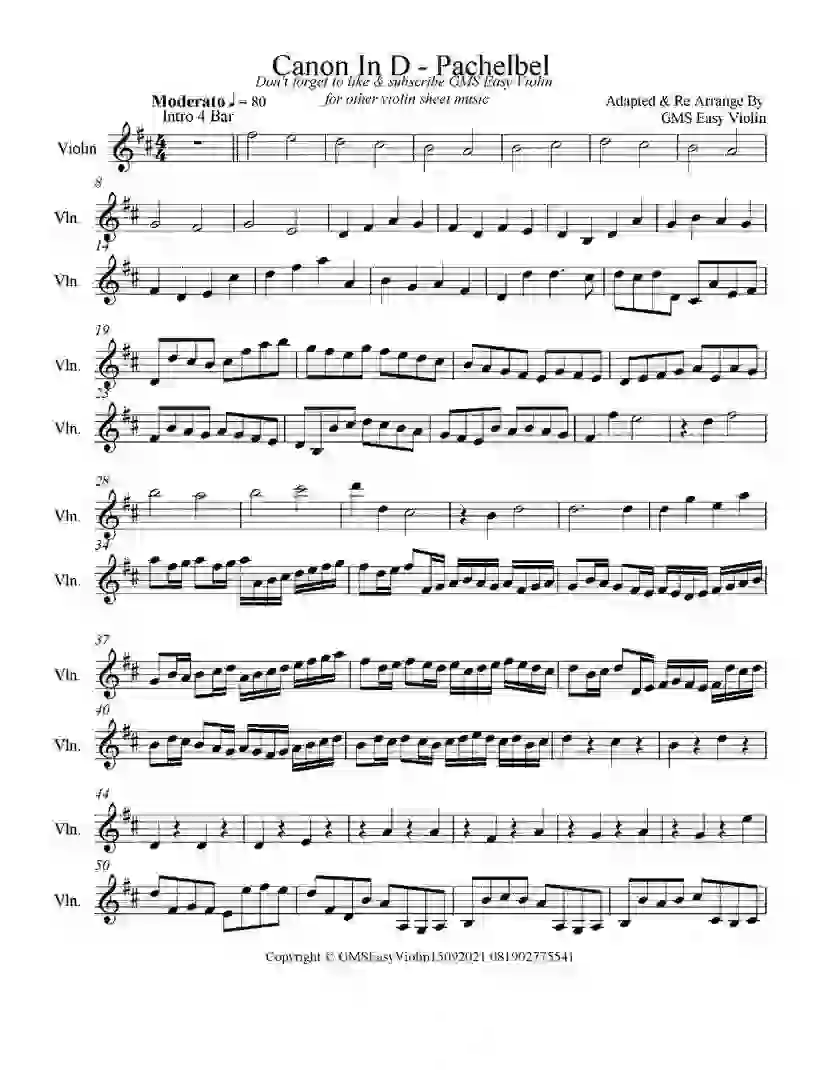 Canon In D - Pachelbel
Don't forget to like & subscribe GMS Easy Violin
for other violin sheet music
Moderato ♩ = 80
Intro 4 Bar
Adapted & Re Arrange By
GMS Easy Violin
Violin
4
4
8
Vln.
14
Vln.
19
Vln.
23
Vln.
28
Vln.
34
Vln.
37
Vln.
40
Vln.
44
Vln.
50
Vln.
Copyright © GMSEasyViolin15092021 081902775541